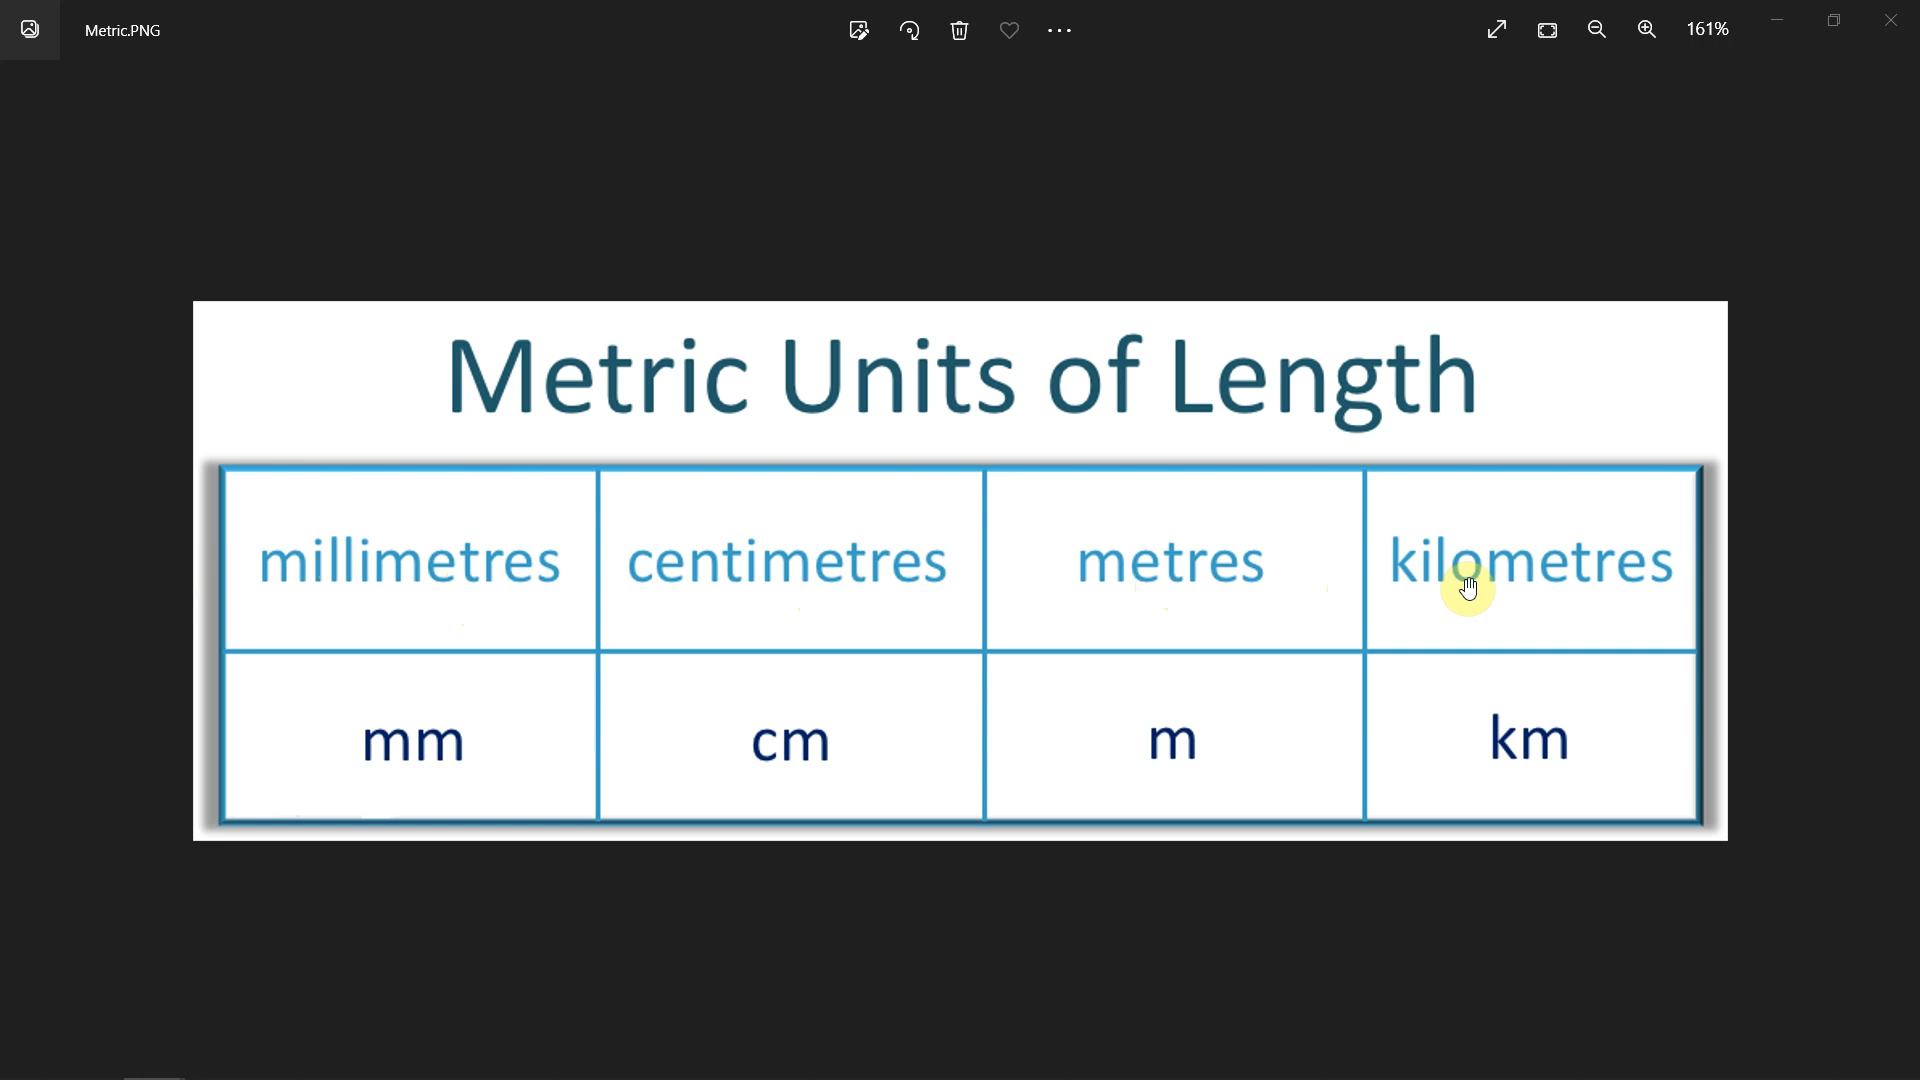 Metric.PNG
161%
Metric Units of Length
millimetres centimetres metres kilometres
mm cm m km